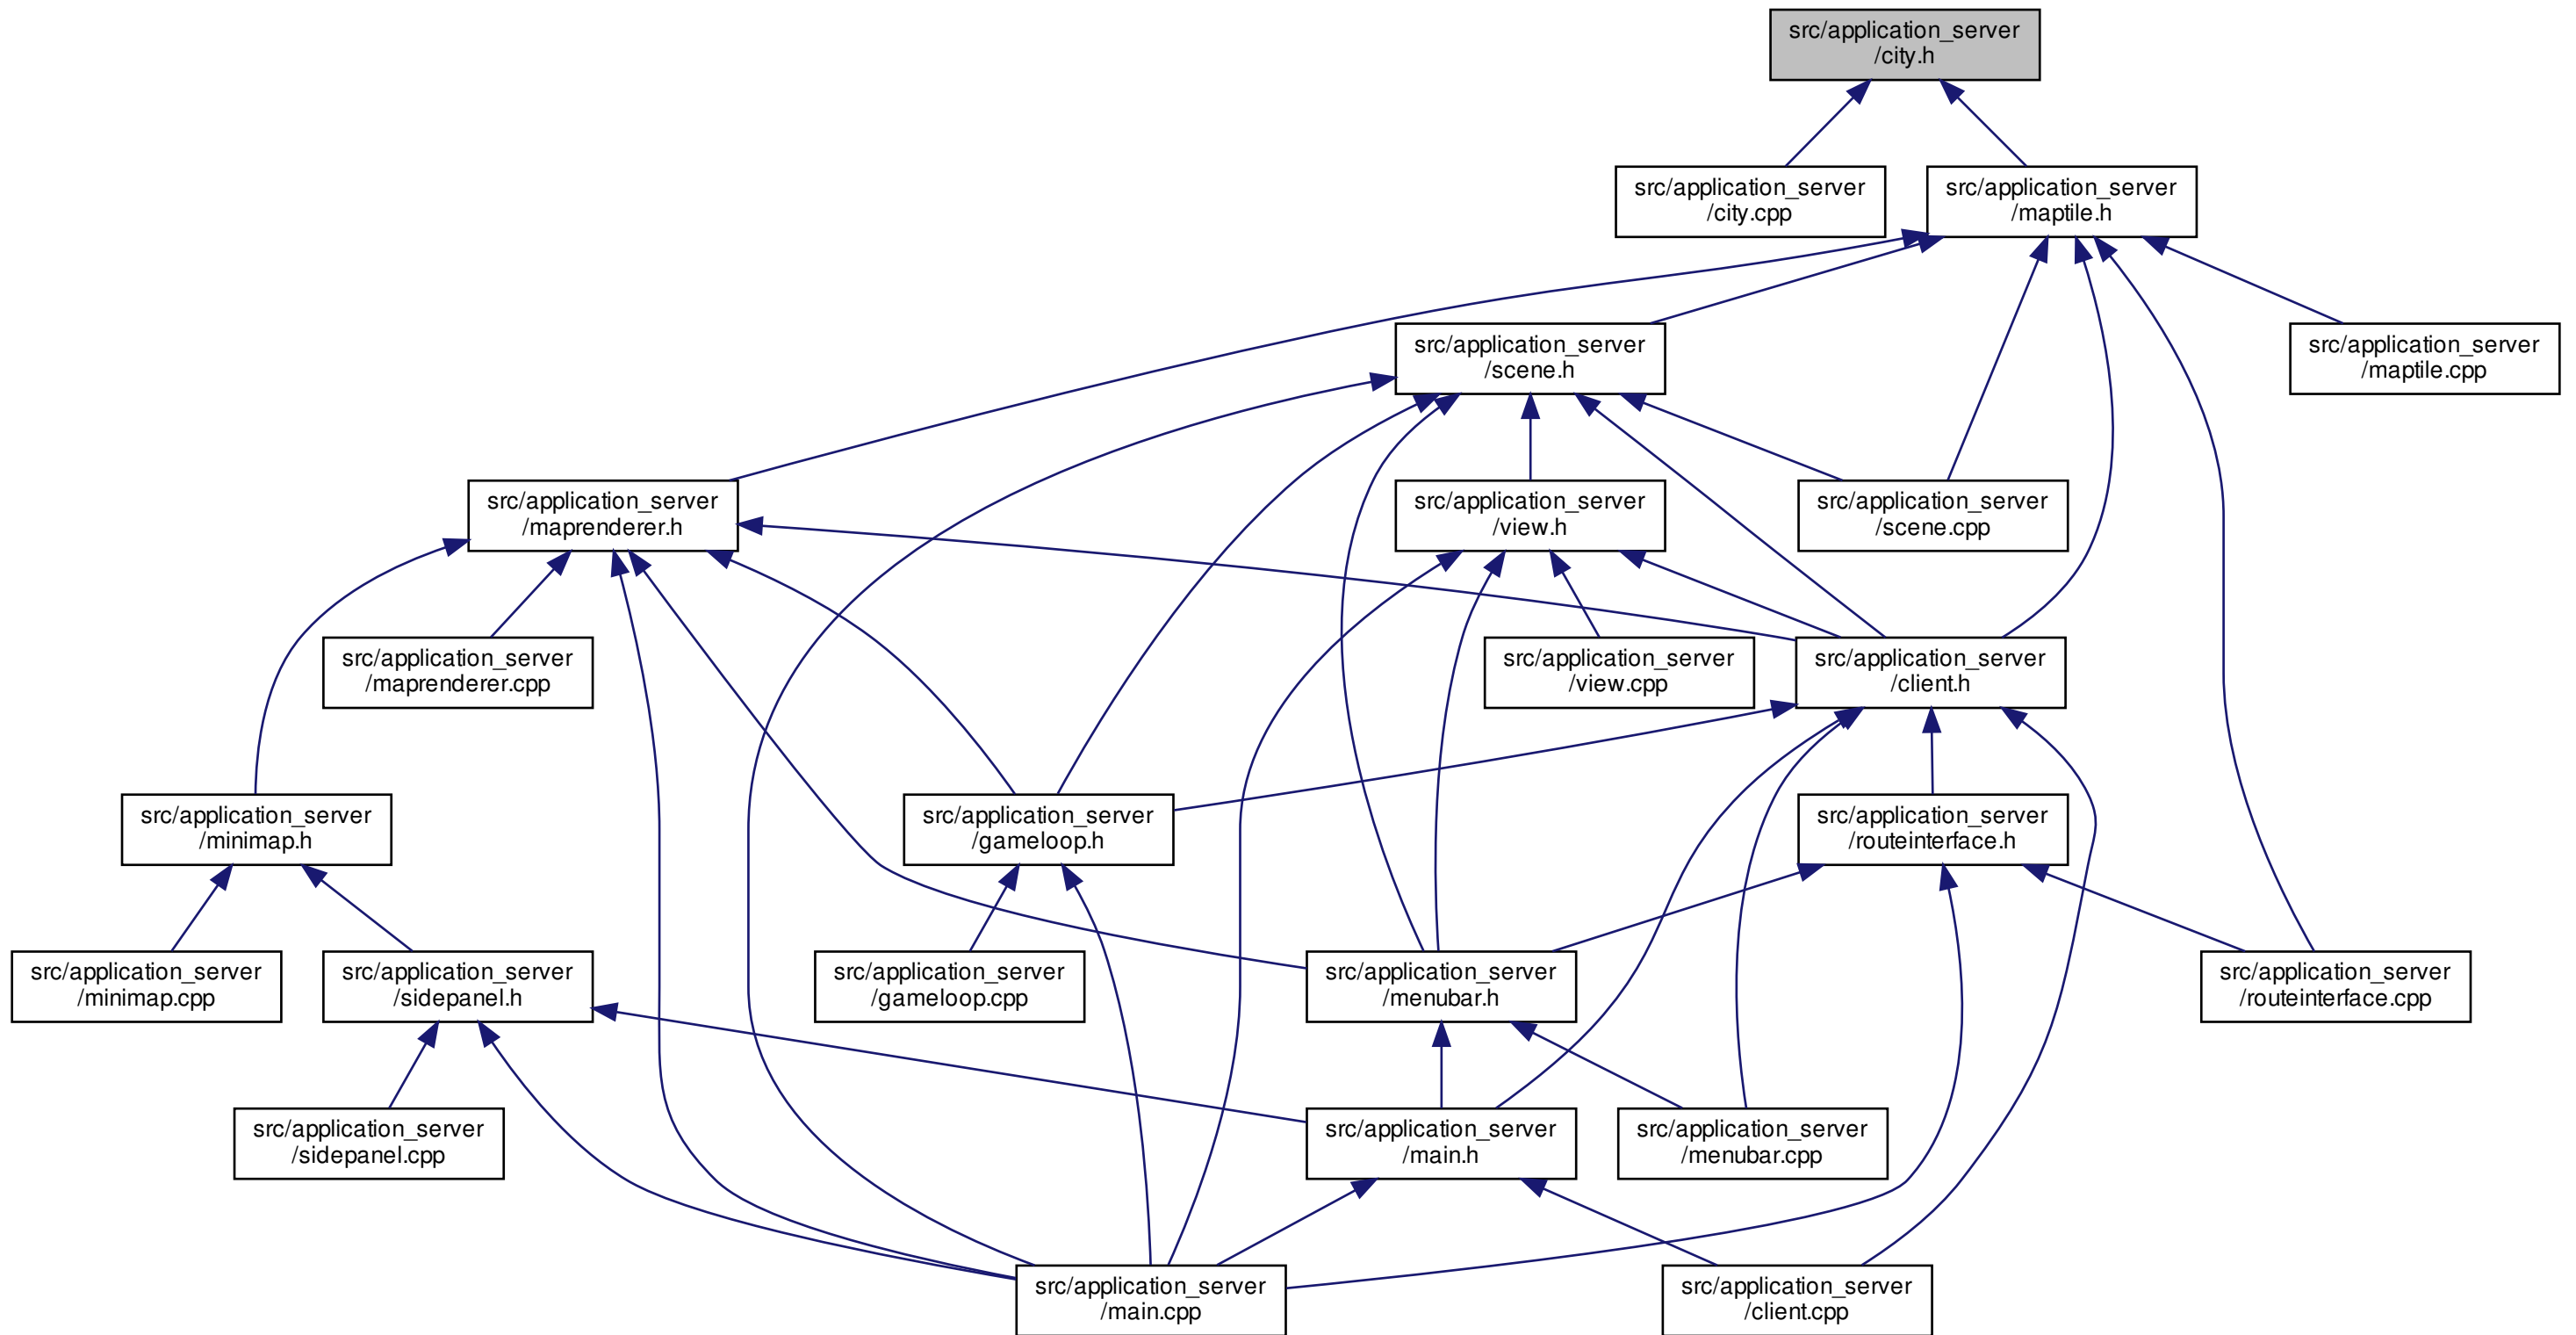 src/application_server
/city.h
src/application_server
/city.cpp
src/application_server
/maptile.h
src/application_server
/scene.h
src/application_server
/maptile.cpp
src/application_server
/maprenderer.h
src/application_server
/view.h
src/application_server
/scene.cpp
src/application_server
/maprenderer.cpp
src/application_server
/view.cpp
src/application_server
/client.h
src/application_server
/minimap.h
src/application_server
/gameloop.h
src/application_server
/routeinterface.h
src/application_server
/minimap.cpp
src/application_server
/sidepanel.h
src/application_server
/gameloop.cpp
src/application_server
/menubar.h
src/application_server
/routeinterface.cpp
src/application_server
/sidepanel.cpp
src/application_server
/main.h
src/application_server
/menubar.cpp
src/application_server
/main.cpp
src/application_server
/client.cpp